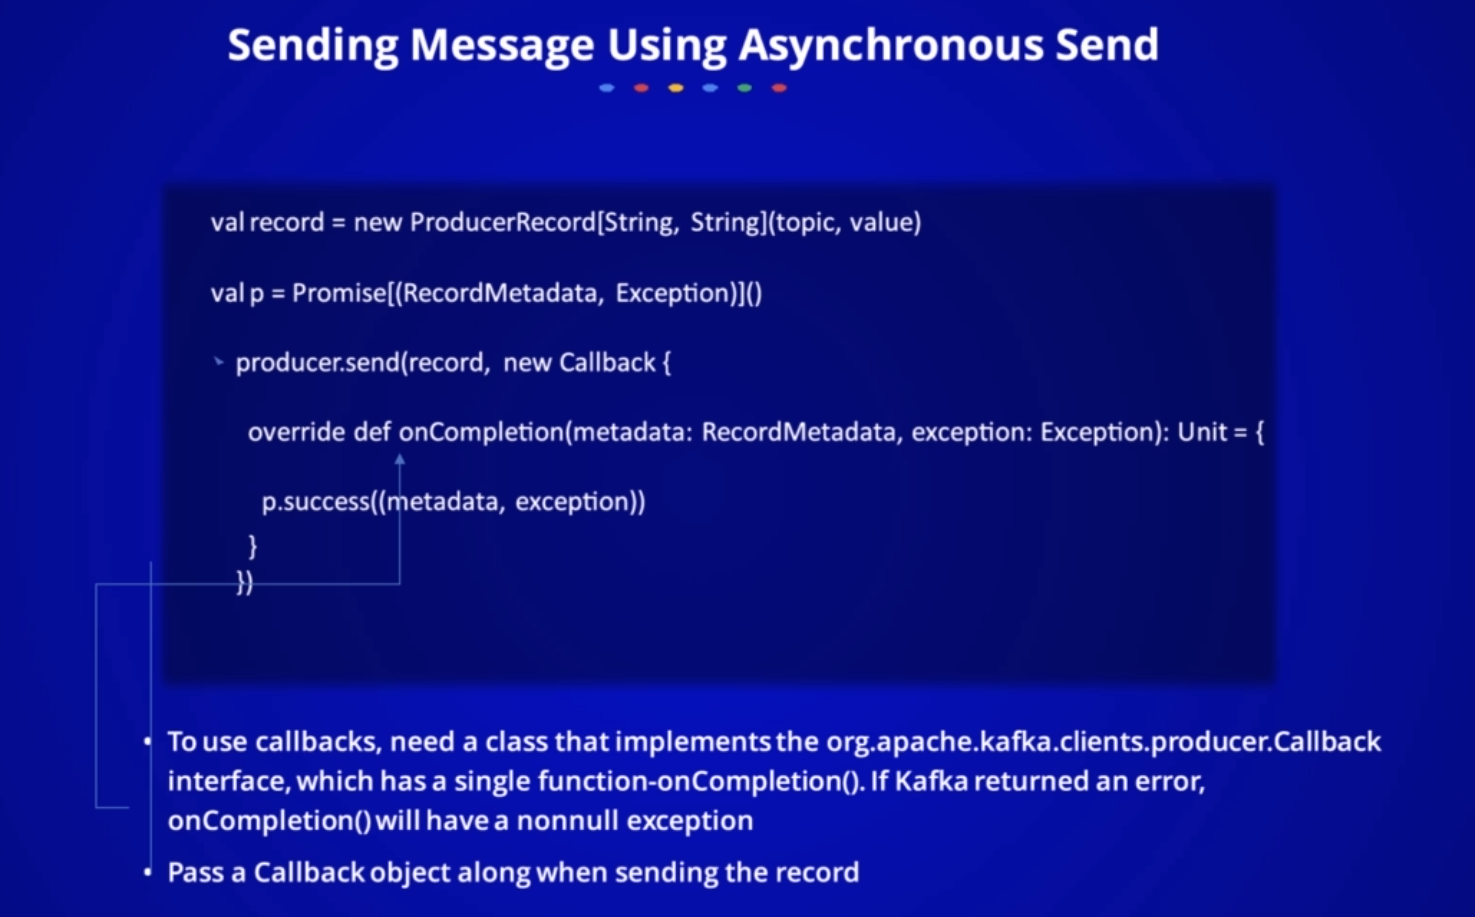 Sending Message Using Asynchronous Send
val record = new ProducerRecord[String, String](topic, value)
val p = Promise[(RecordMetadata, Exception)]()
producer.send(record, new Callback {
override def onCompletion(metadata: RecordMetadata, exception: Exception): Unit = {
p.success((metadata, exception))
}
})
• To use callbacks, need a class that implements the org.apache.kafka.clients.producer.Callback
interface, which has a single function-onCompletion(). If Kafka returned an error,
onCompletion() will have a nonnull exception
• Pass a Callback object along when sending the record